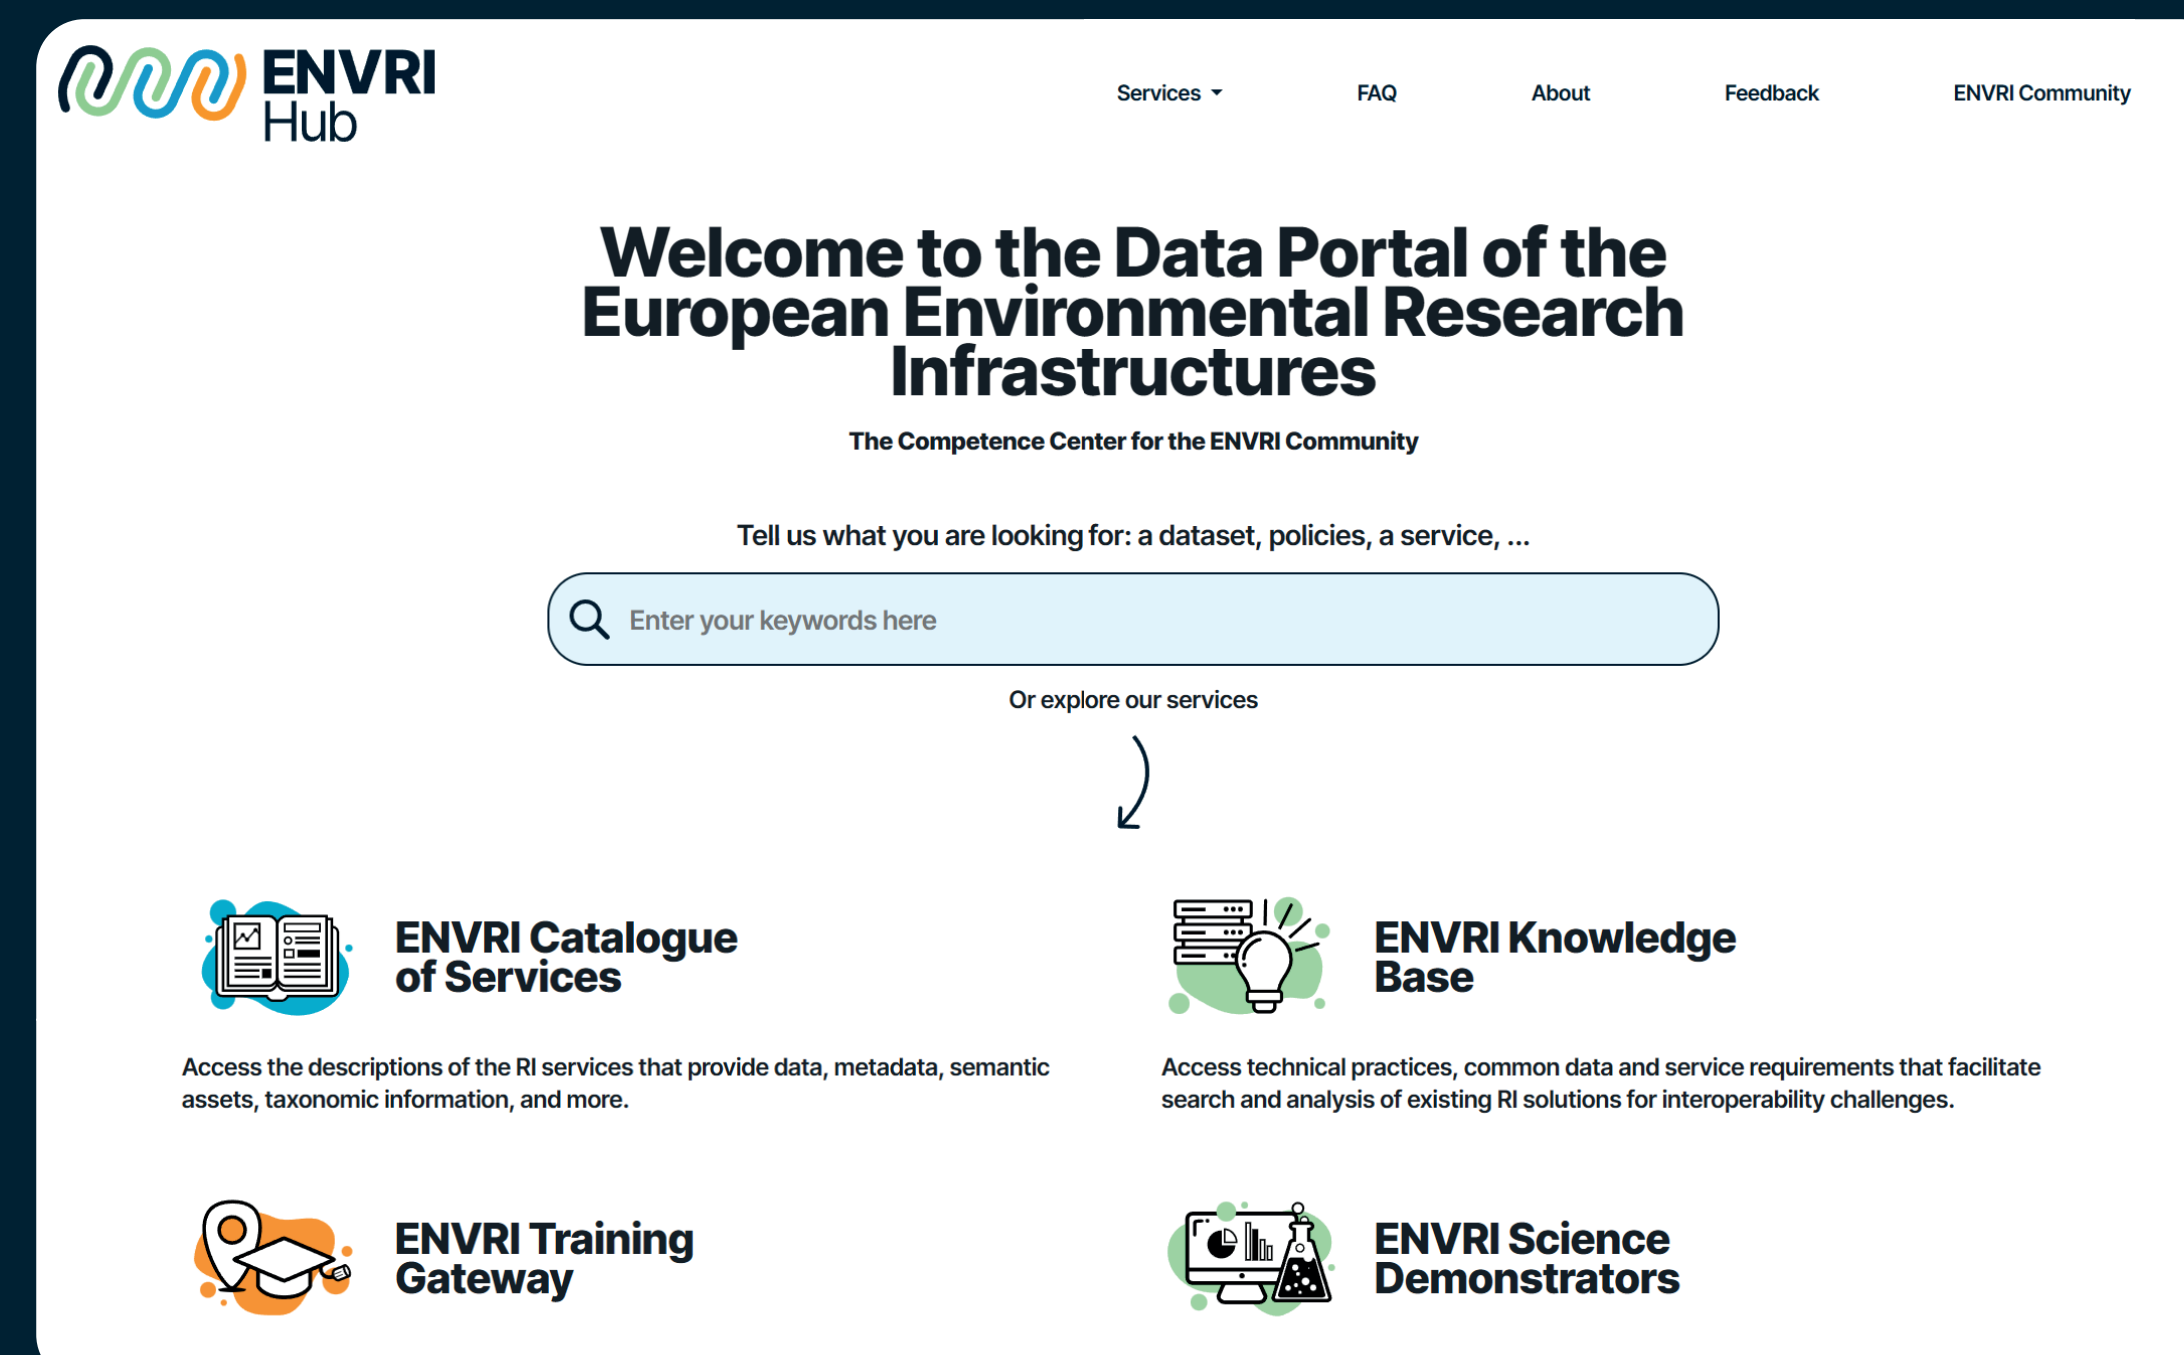 ENVRI
Hub
Services
FAQ
About
Feedback
ENVRI Community
Welcome to the Data Portal of the
European Environmental Research
Infrastructures
The Competence Center for the ENVRI Community
Tell us what you are looking for: a dataset, policies, a service, ...
Enter your keywords here
Or explore our services
ENVRI Catalogue
of Services
Access the descriptions of the RI services that provide data, metadata, semantic
assets, taxonomic information, and more.
ENVRI Knowledge
Base
Access technical practices, common data and service requirements that facilitate
search and analysis of existing RI solutions for interoperability challenges.
ENVRI Training
Gateway
ENVRI Science
Demonstrators